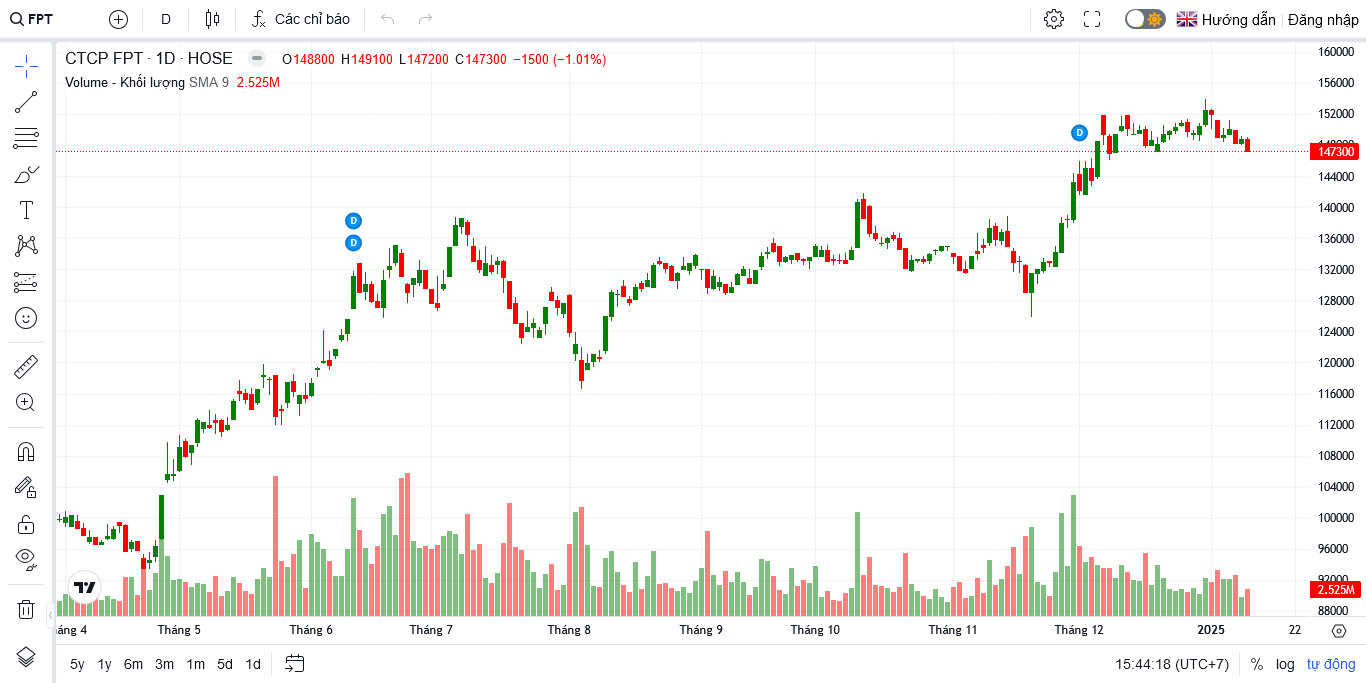 FPT D Các chỉ báo Hướng dẫn Đăng nhập
CTCP FPT · 1D · HOSE O148800 H149100 L147200 C147300 −1500 (−1.01%)
Volume - Khối lượng SMA 9 2.525M
160000
156000
152000
147300
144000
140000
136000
132000
128000
124000
120000
116000
112000
108000
104000
100000
96000
92000
2.525M
88000
D
D
D
áng 4 Tháng 5 Tháng 6 Tháng 7 Tháng 8 Tháng 9 Tháng 10 Tháng 11 Tháng 12 2025 22
5y 1y 6m 3m 1m 5d 1d 15:44:18 (UTC+7) % log tự động